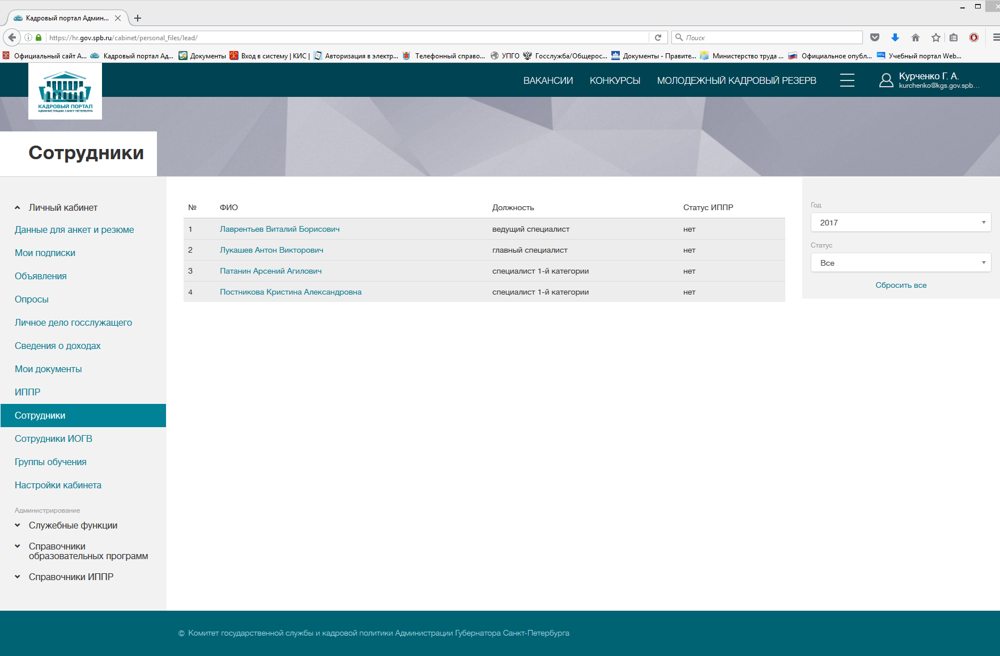 Кадровый портал Админ...
https://hr.gov.spb.ru/cabinet/personal_files/lead/
Поиск
Официальный сайт А... Кадровый портал Ад... Документы Вход в систему | КИС | Авторизация в электр... Телефонный справо... УПГО Госслужба/Общерос... Документы - Правите... Министерство труда ... Официальное опубл... Учебный портал Web...
КАДРОВЫЙ ПОРТАЛ
АДМИНИСТРАЦИИ САНКТ-ПЕТЕРБУРГА
ВАКАНСИИ КОНКУРСЫ МОЛОДЕЖНЫЙ КАДРОВЫЙ РЕЗЕРВ
Курченко Г. А.
kurchenko@kgs.gov.spb...
Сотрудники
Личный кабинет
Данные для анкет и резюме
Мои подписки
Объявления
Опросы
Личное дело госслужащего
Сведения о доходах
Мои документы
ИППР
Сотрудники
Сотрудники ИОГВ
Группы обучения
Настройки кабинета
Администрирование
Служебные функции
Справочники
образовательных программ
Справочники ИППР
№ ФИО Должность Статус ИППР
1 Лаврентьев Виталий Борисович ведущий специалист нет
2 Лукашев Антон Викторович главный специалист нет
3 Патанин Арсений Агилович специалист 1-й категории нет
4 Постникова Кристина Александровна специалист 1-й категории нет
Год
2017
Статус
Все
Сбросить все
© Комитет государственной службы и кадровой политики Администрации Губернатора Санкт-Петербурга